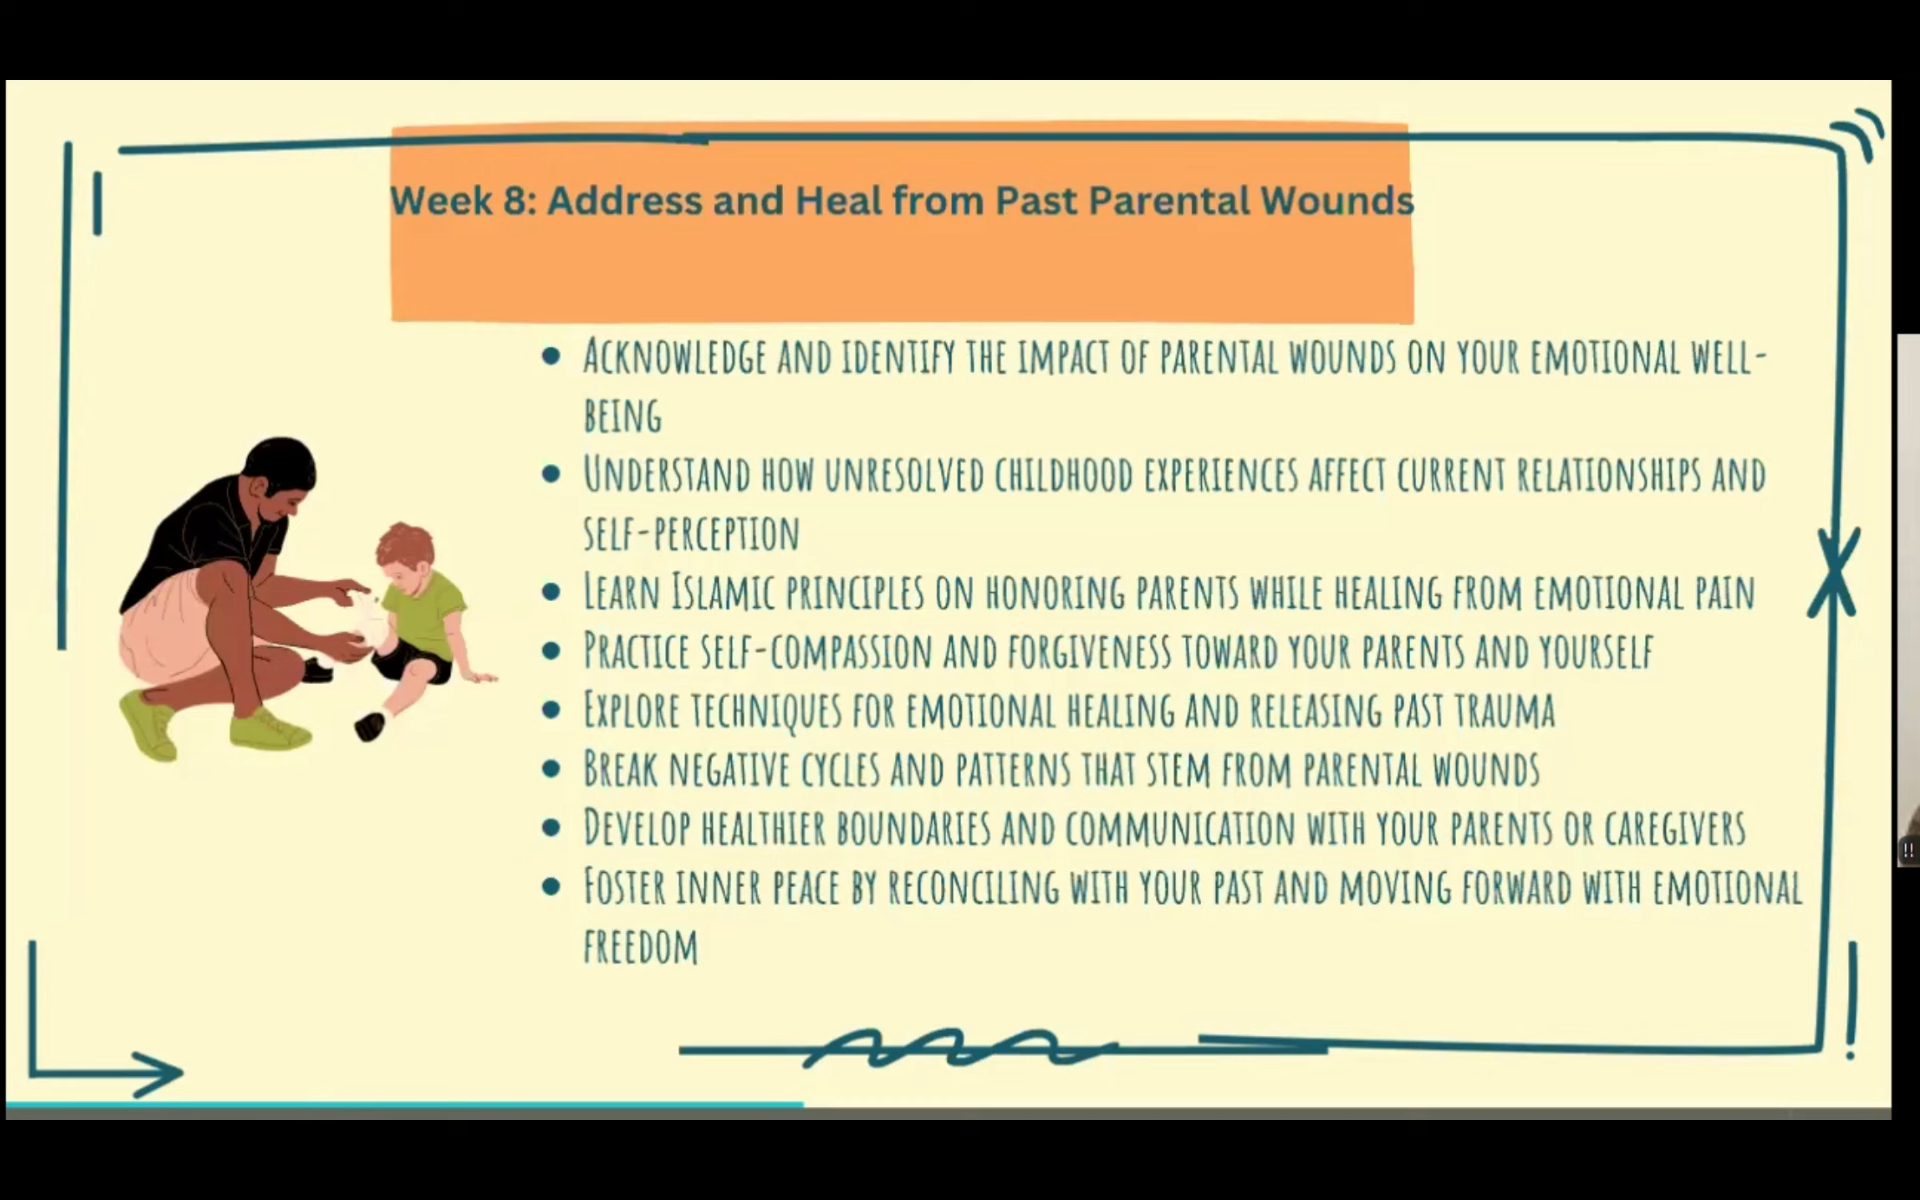 Week 8: Address and Heal from Past Parental Wounds
• Acknowledge and identify the impact of parental wounds on your emotional well-
being
• Understand how unresolved childhood experiences affect current relationships and
self-perception
• Learn Islamic principles on honoring parents while healing from emotional pain
• Practice self-compassion and forgiveness toward your parents and yourself
• Explore techniques for emotional healing and releasing past trauma
• Break negative cycles and patterns that stem from parental wounds
• Develop healthier boundaries and communication with your parents or caregivers
• Foster inner peace by reconciling with your past and moving forward with emotional
freedom